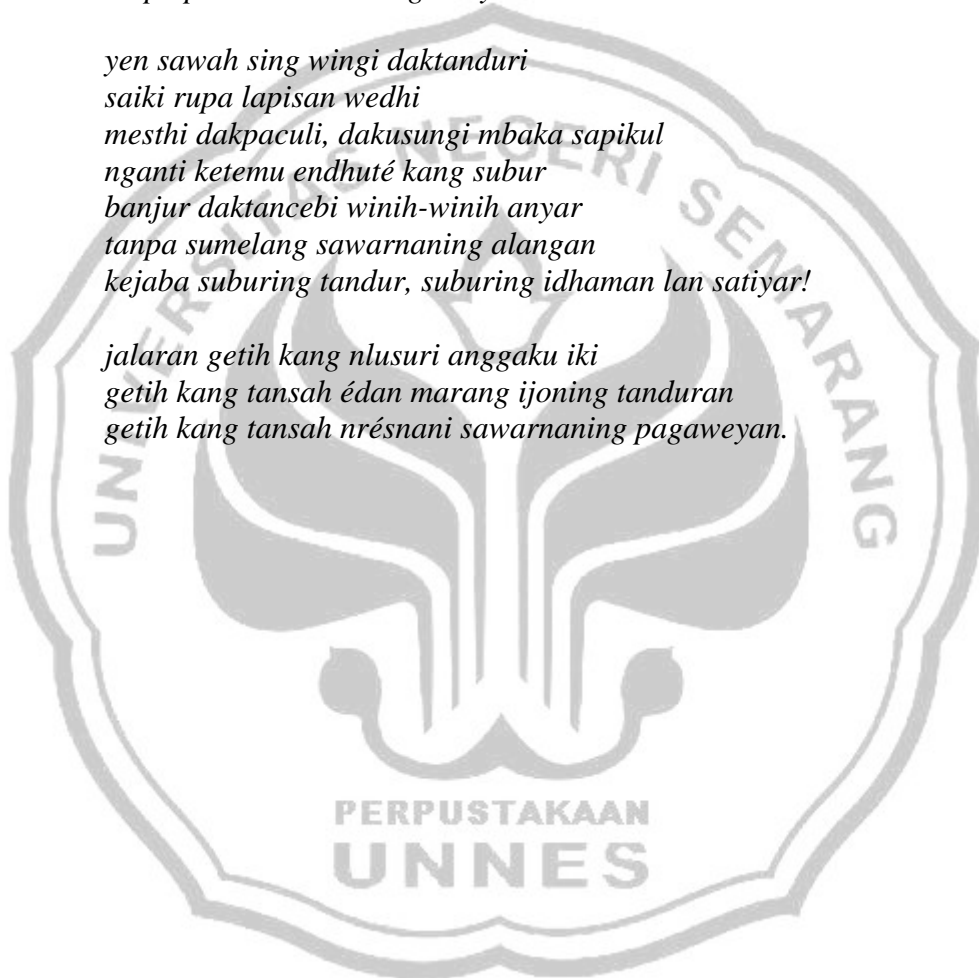 yen sawah sing wingi daktanduri
saiki rupa lapisan wedhi
mesthi dakpaculi, dakusungi mbaka sapikul
nganti ketemu endhuté kang subur
banjur daktancebi winih-winih anyar
tanpa sumelang sawarnaning alangan
kejaba suburing tandur, suburing idhaman lan satiyar!
jalaran getih kang nlusuri anggaku iki
getih kang tansah édan marang ijoning tanduran
getih kang tansah nrésnani sawarnaning pagaweyan.
UNIVERSITAS NEGERI SEMARANG
PERPUSTAKAAN
UNNES